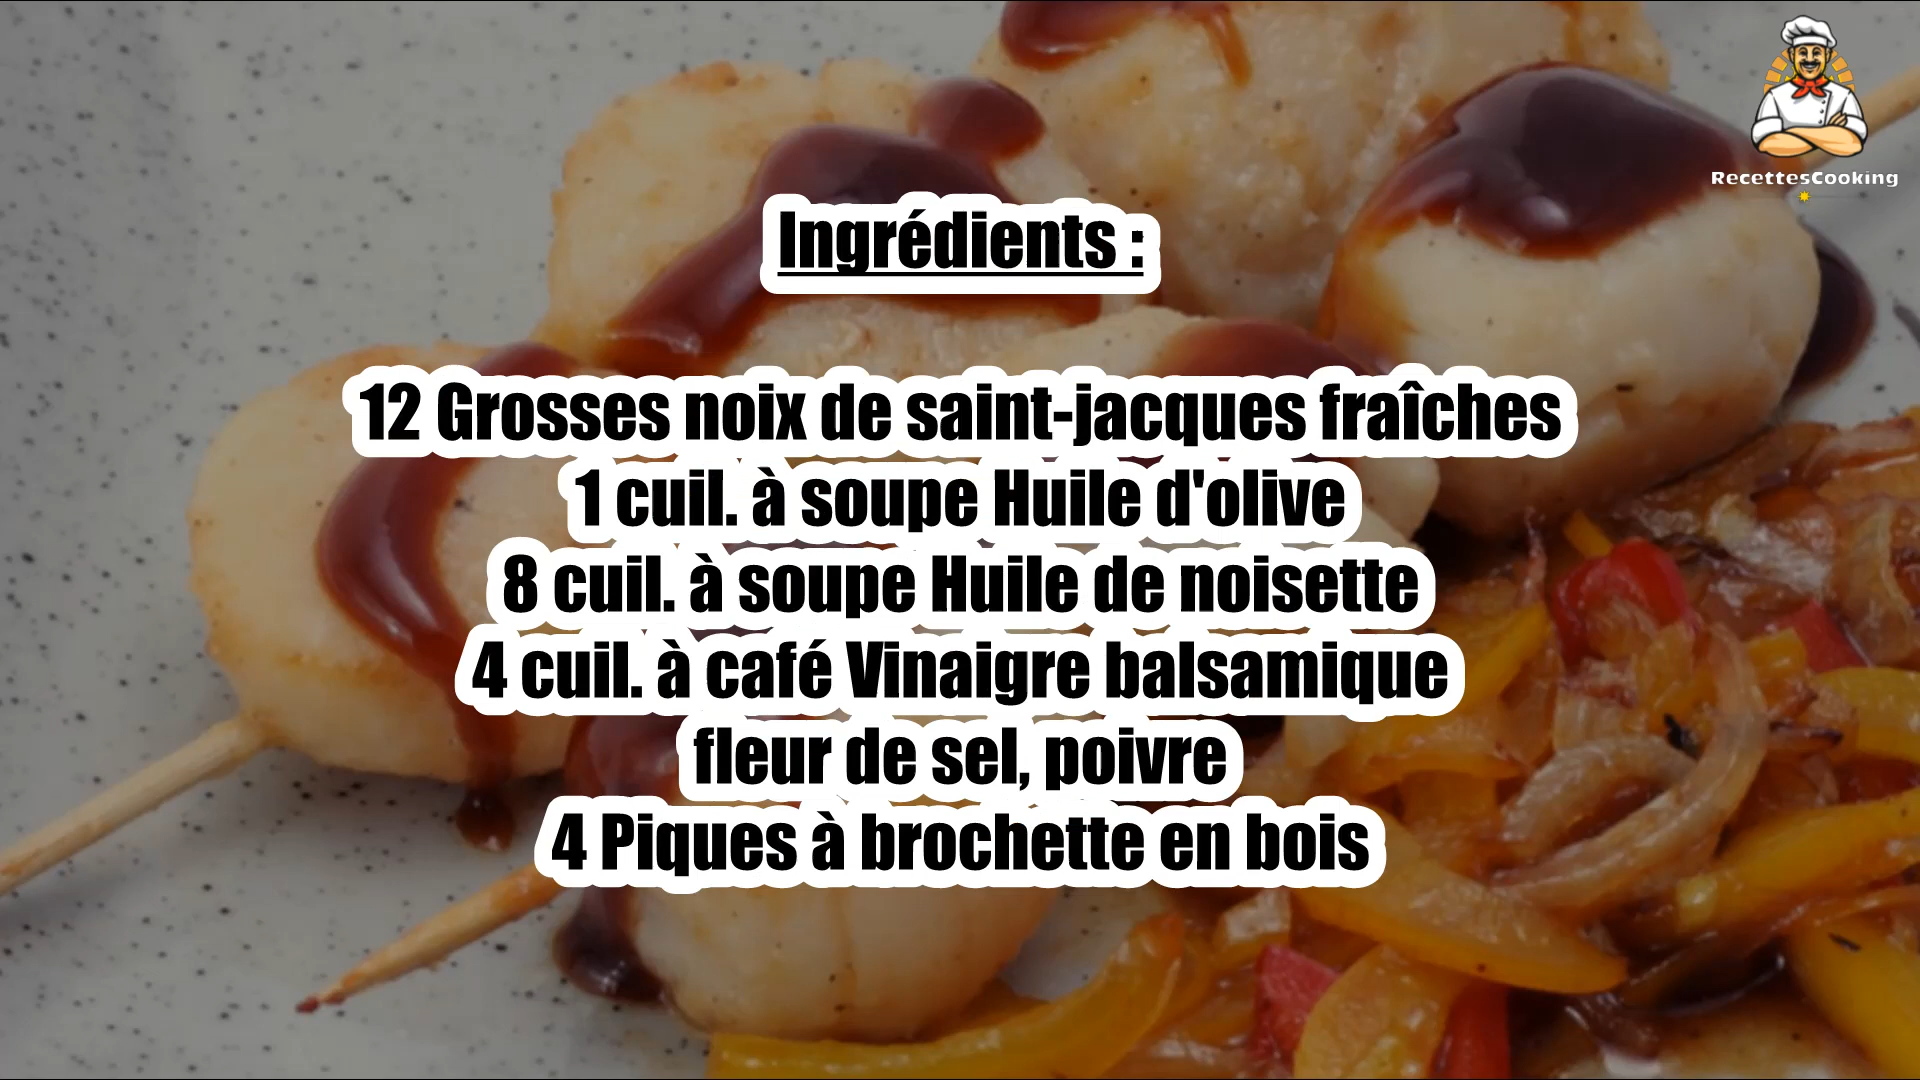 RecettesCooking
Ingrédients :
12 Grosses noix de saint-jacques fraîches
1 cuil. à soupe Huile d'olive
8 cuil. à soupe Huile de noisette
4 cuil. à café Vinaigre balsamique
fleur de sel, poivre
4 Piques à brochette en bois